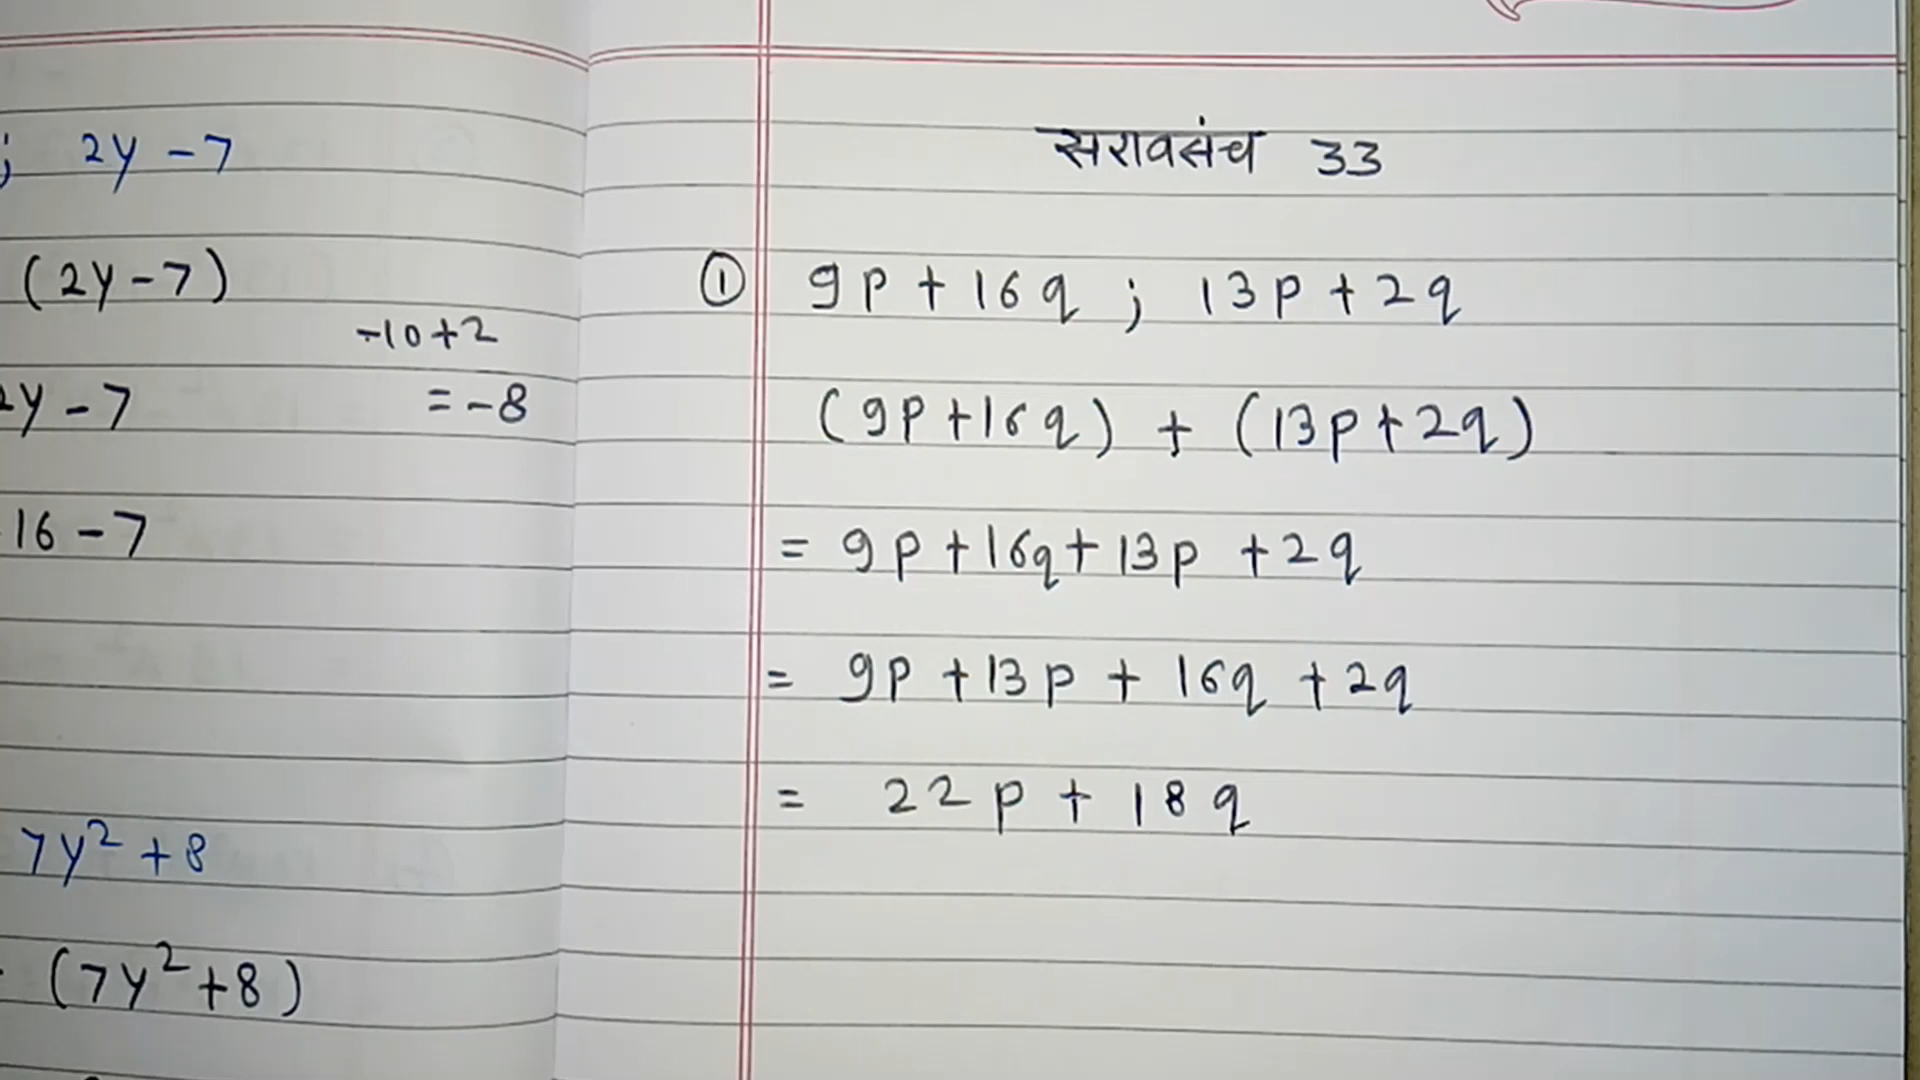 ; 2y - 7
(2y - 7)
-10 + 2
2y - 7 = -8
16 - 7
7y² + 8
(7y² + 8)
सरावसंच 33
① 9p + 16q ; 13p + 2q
(9p + 16q) + (13p + 2q)
= 9p + 16q + 13p + 2q
= 9p + 13p + 16q + 2q
= 22p + 18q